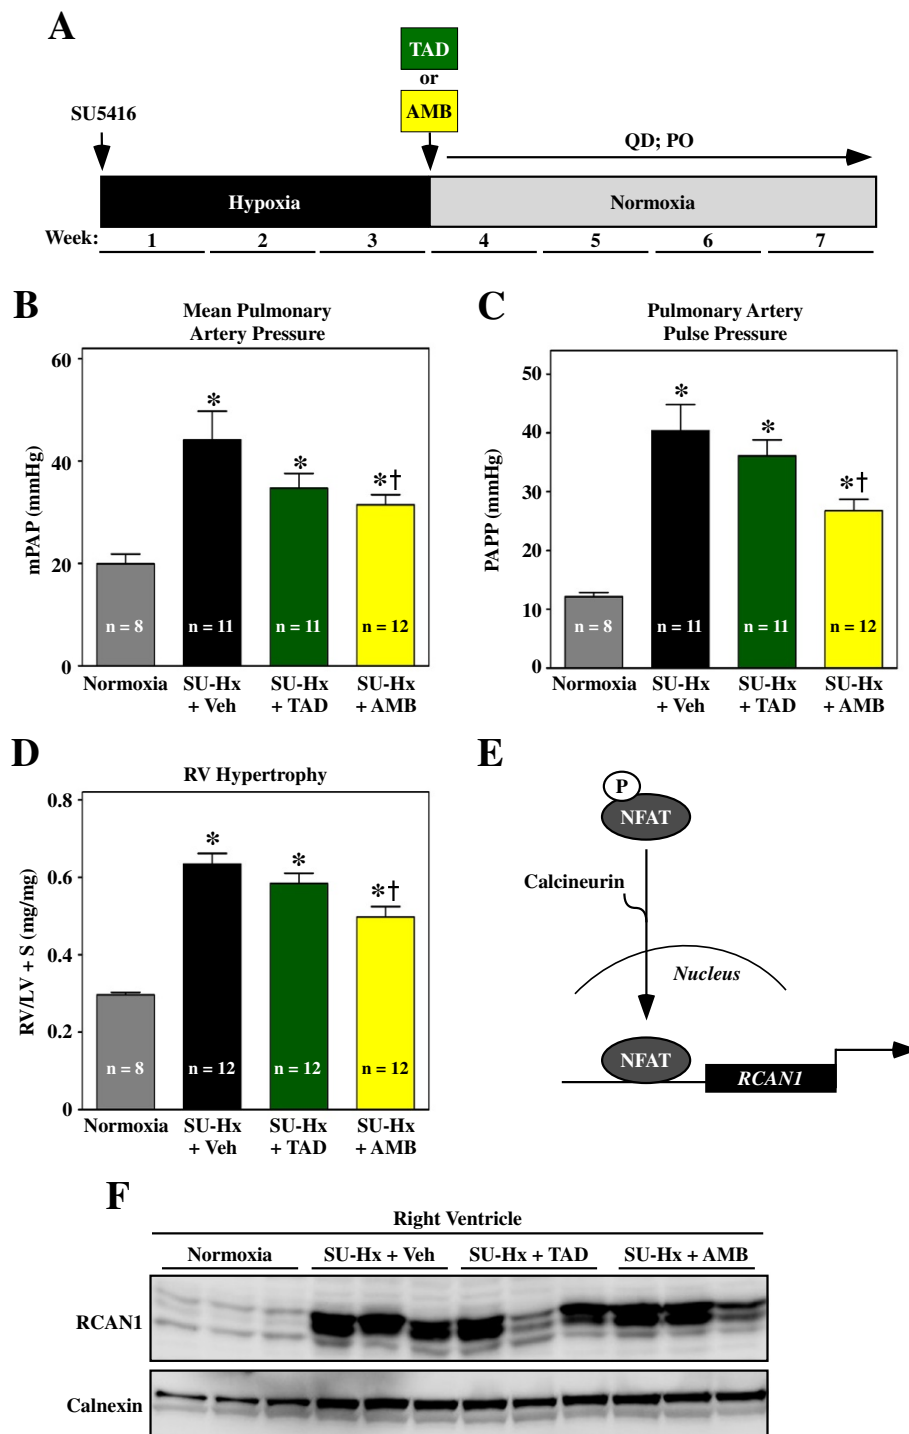 A
TAD
or
AMB
SU5416
QD; PO
Hypoxia
Normoxia
Week:
1
2
3
4
5
6
7
B
Mean Pulmonary
Artery Pressure
mPAP (mmHg)
60
40
20
0
*
*
*†
n = 8
n = 11
n = 11
n = 12
Normoxia
SU-Hx
+ Veh
SU-Hx
+ TAD
SU-Hx
+ AMB
C
Pulmonary Artery
Pulse Pressure
PAPP (mmHg)
50
40
30
20
10
0
*
*
*†
n = 8
n = 11
n = 11
n = 12
Normoxia
SU-Hx
+ Veh
SU-Hx
+ TAD
SU-Hx
+ AMB
D
RV Hypertrophy
RV/LV + S (mg/mg)
0.8
0.6
0.4
0.2
0
*
*
*†
n = 8
n = 12
n = 12
n = 12
Normoxia
SU-Hx
+ Veh
SU-Hx
+ TAD
SU-Hx
+ AMB
E
P
NFAT
Calcineurin
Nucleus
NFAT
RCAN1
F
Right Ventricle
Normoxia
SU-Hx + Veh
SU-Hx + TAD
SU-Hx + AMB
RCAN1
Calnexin